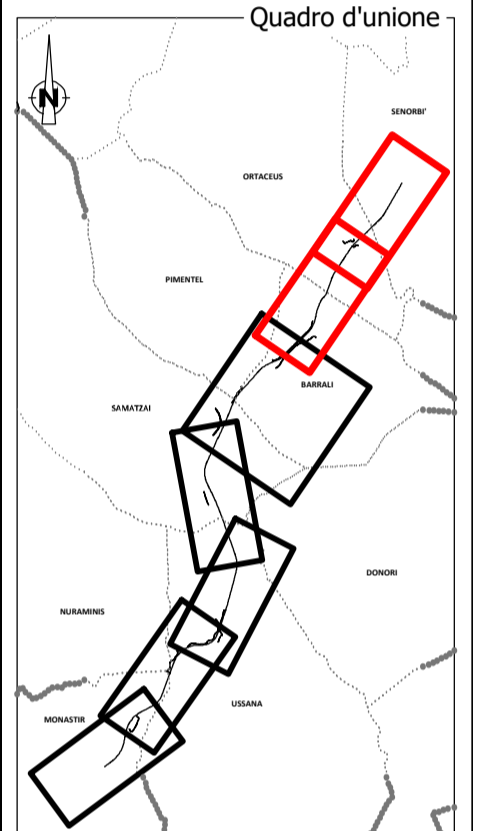 Quadro d'unione
N
SENORBI'
ORTACEUS
PIMENTEL
BARRALI
SAMATZAI
DONORI
NURAMINIS
USSANA
MONASTIR